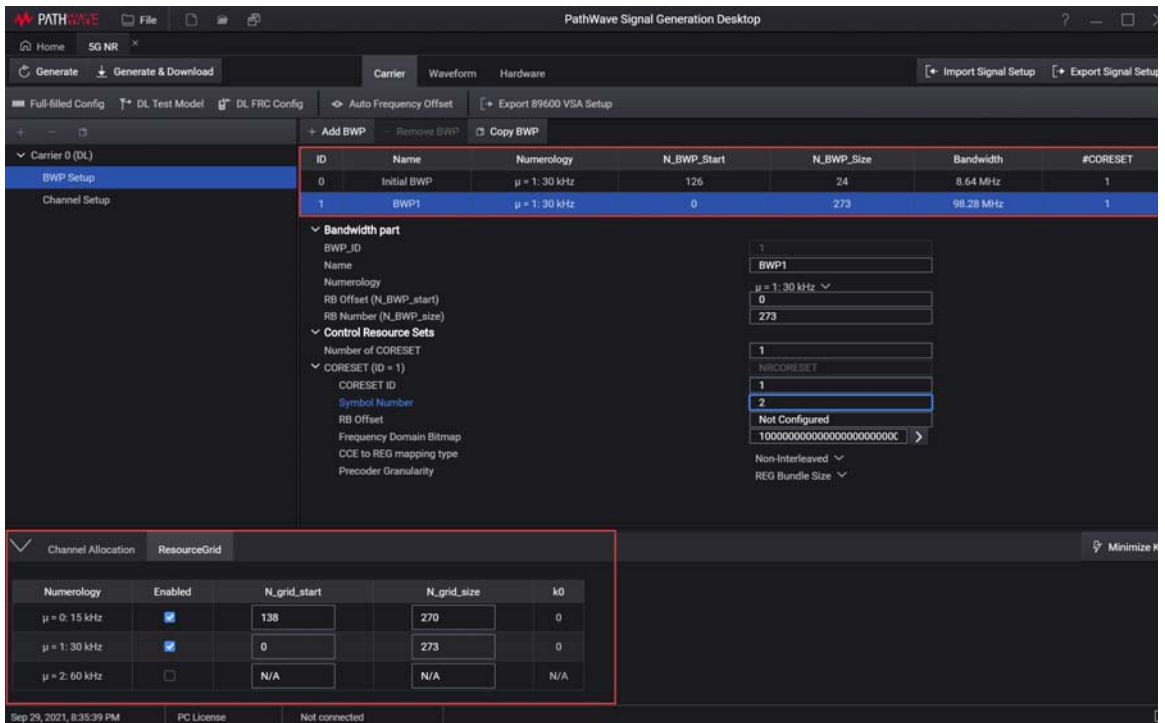 PATHWAVE File PathWave Signal Generation Desktop ?
Home 5G NR ×
Generate Generate & Download Carrier Waveform Hardware Import Signal Setup Export Signal Setup
Full-filled Config DL Test Model DL FRC Config Auto Frequency Offset Export 89600 VSA Setup
+ Add BWP − Remove BWP Copy BWP
Carrier 0 (DL)
BWP Setup
Channel Setup
ID Name Numerology N_BWP_Start N_BWP_Size Bandwidth #CORESET
0 Initial BWP μ = 1: 30 kHz 126 24 8.64 MHz 1
1 BWP1 μ = 1: 30 kHz 0 273 98.28 MHz 1
Bandwidth part
BWP_ID 1
Name BWP1
Numerology μ = 1: 30 kHz
RB Offset (N_BWP_start) 0
RB Number (N_BWP_size) 273
Control Resource Sets
Number of CORESET 1
CORESET (ID = 1) NRCORESET
CORESET ID 1
Symbol Number 2
RB Offset Not Configured
Frequency Domain Bitmap
CCE to REG mapping type Non-Interleaved
Precoder Granularity REG Bundle Size
Channel Allocation ResourceGrid Minimize
Numerology Enabled N_grid_start N_grid_size k0
μ = 0: 15 kHz 138 270 0
μ = 1: 30 kHz 0 273 0
μ = 2: 60 kHz N/A N/A N/A
Sep 29, 2021, 8:35:39 PM PC License Not connected